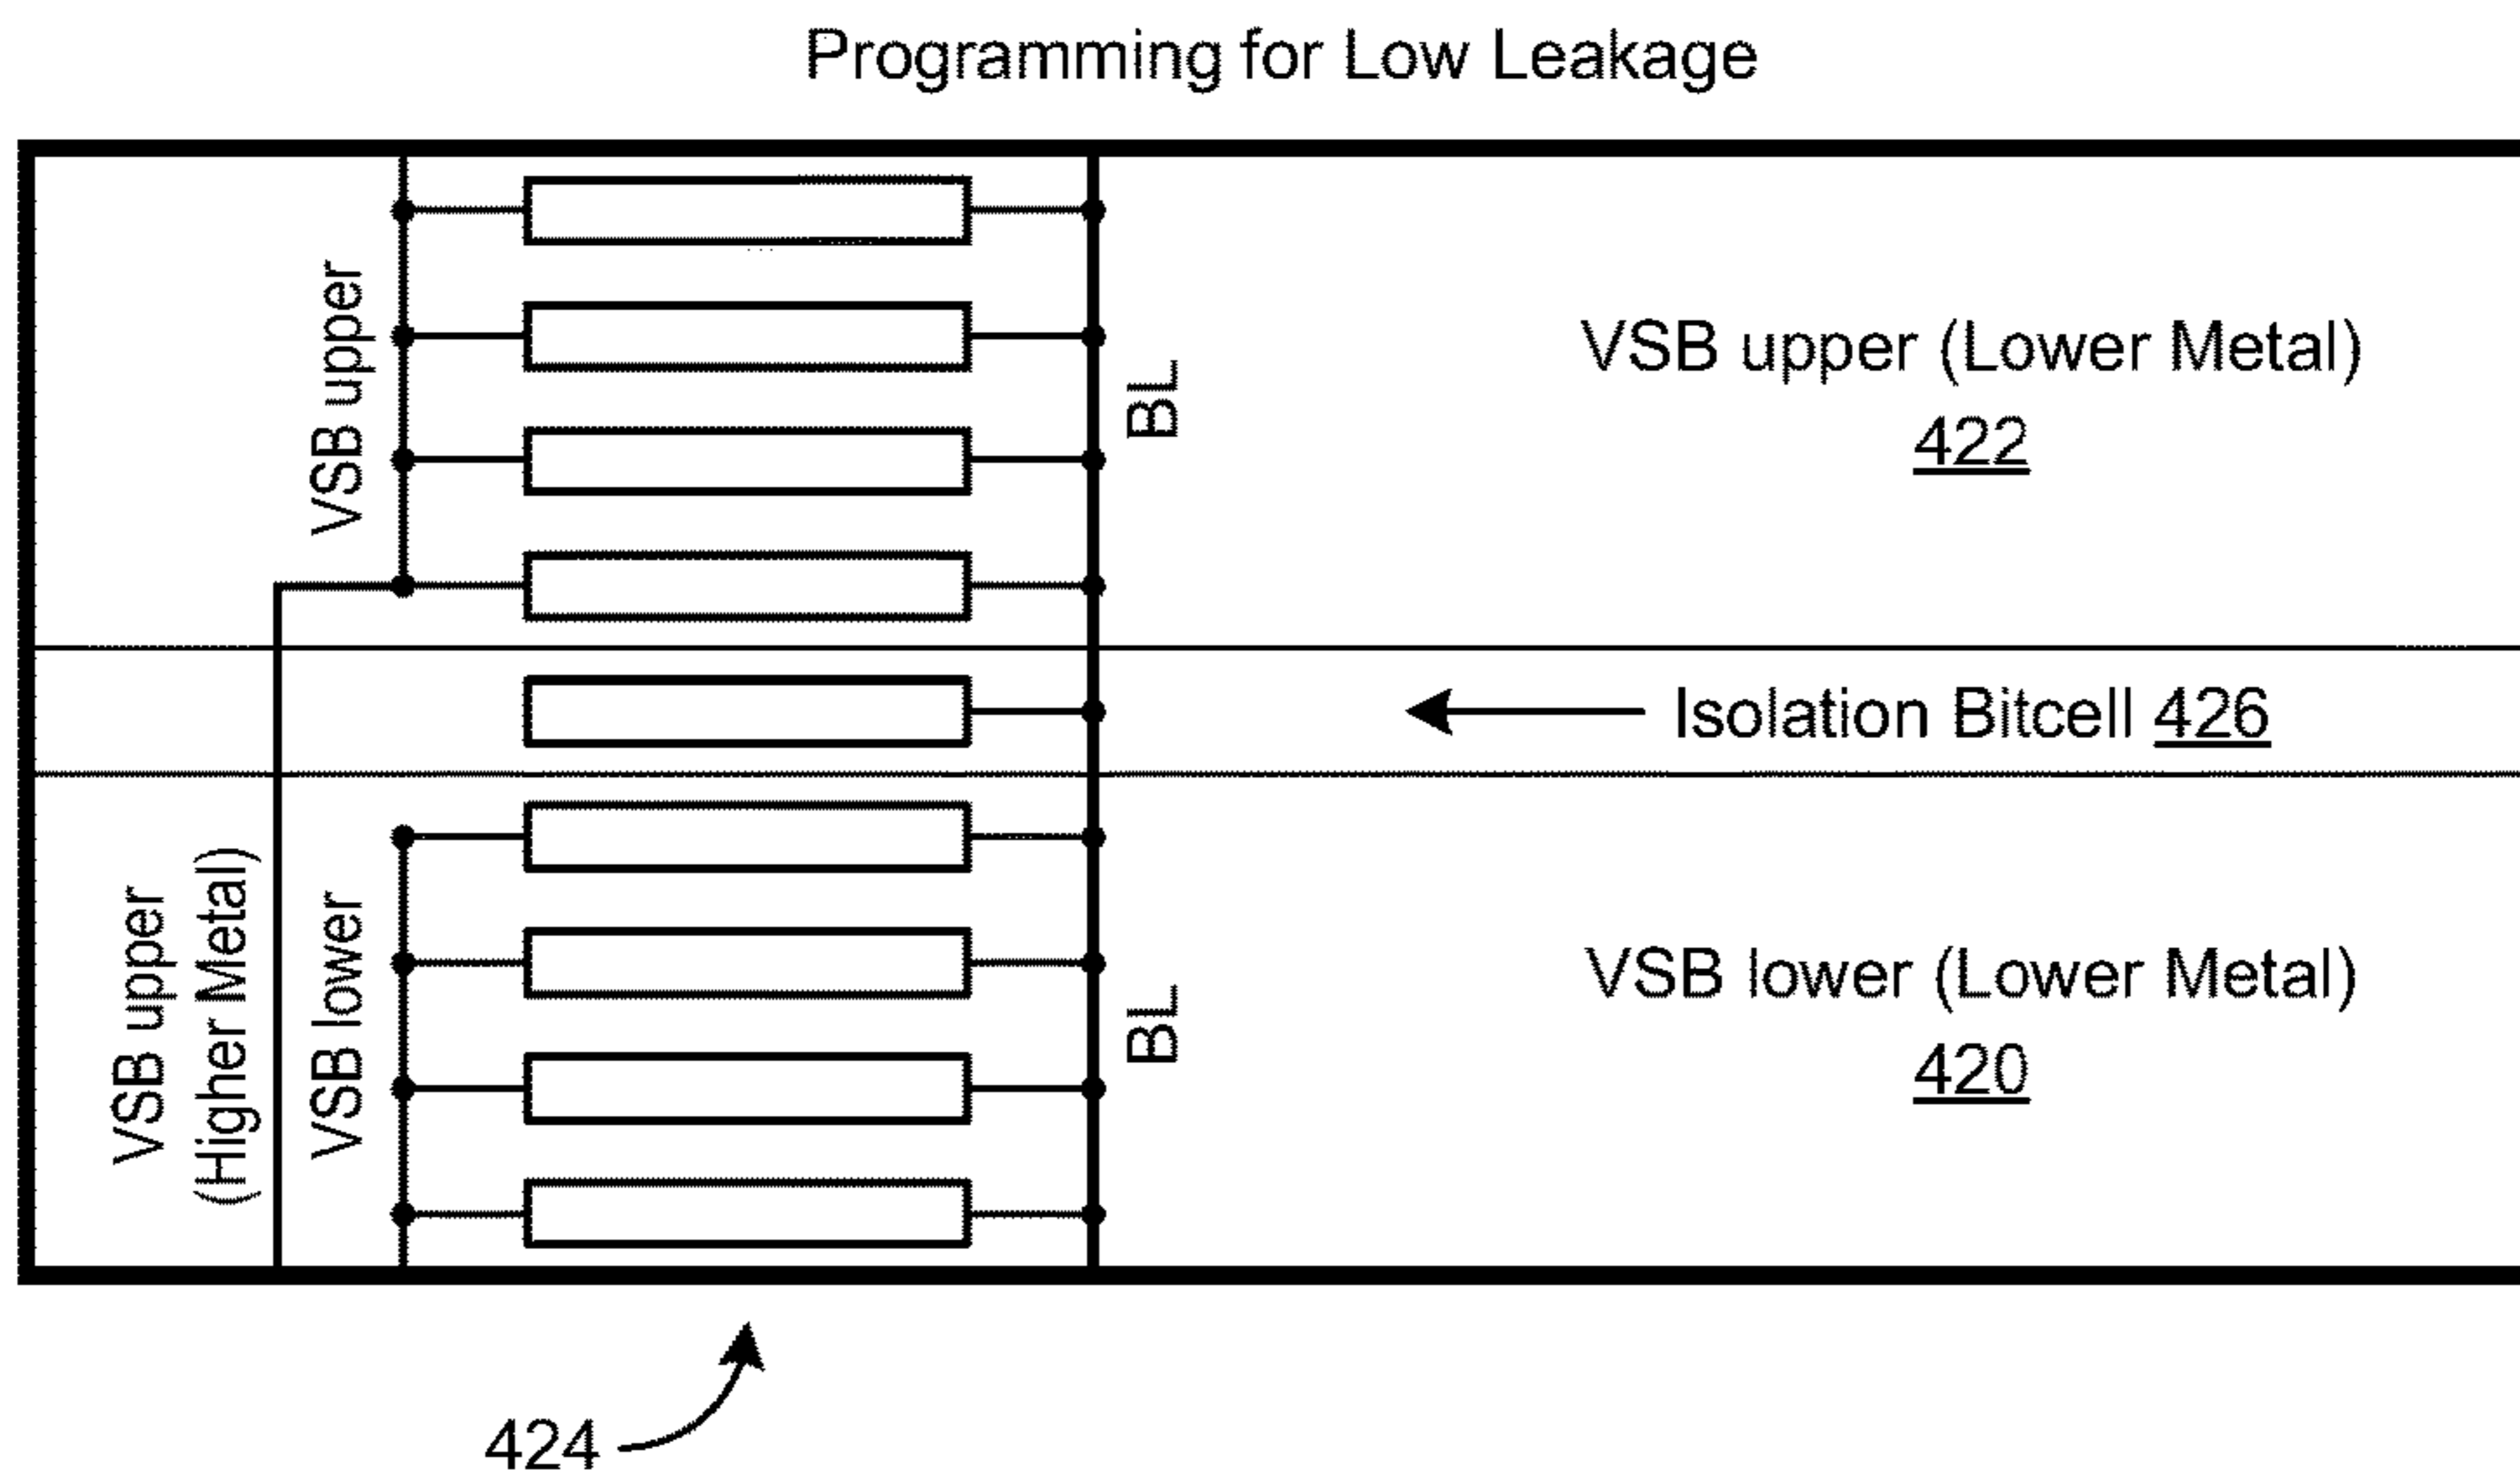 Programming for Low Leakage
VSB upper
BL
VSB upper (Lower Metal)
422
Isolation Bitcell 426
VSB upper
(Higher Metal)
VSB lower
BL
VSB lower (Lower Metal)
420
424